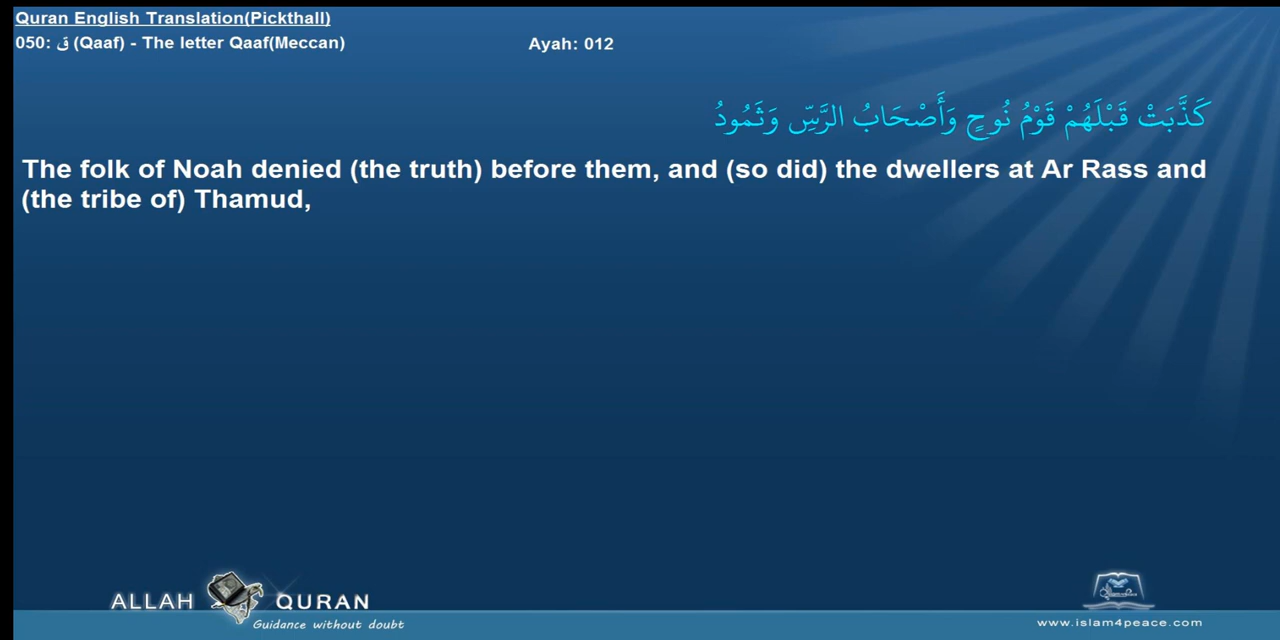 Quran English Translation(Pickthall)
050: ق (Qaaf) - The letter Qaaf(Meccan) Ayah: 012
كَذَّبَتْ قَبْلَهُمْ قَوْمُ نُوحٍ وَأَصْحَابُ الرَّسِّ وَثَمُودُ
The folk of Noah denied (the truth) before them, and (so did) the dwellers at Ar Rass and
(the tribe of) Thamud,
ALLAH QURAN
Guidance without doubt
www.islam4peace.com